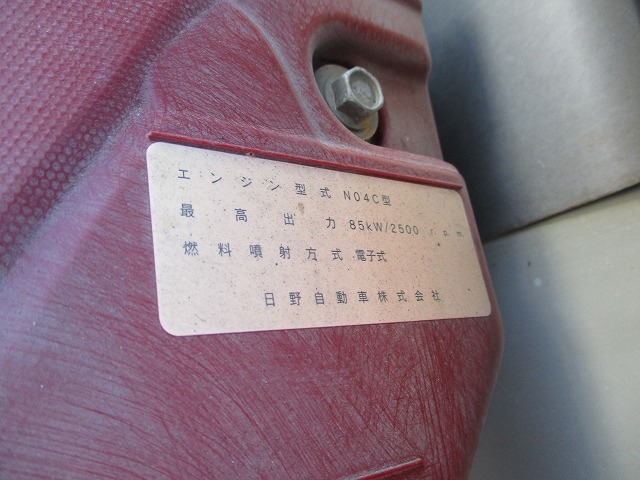 エンジン型式 N04C型
最高出力 85kW/2500 r.p.m
燃料噴射方式 電子式
日野自動車株式会社